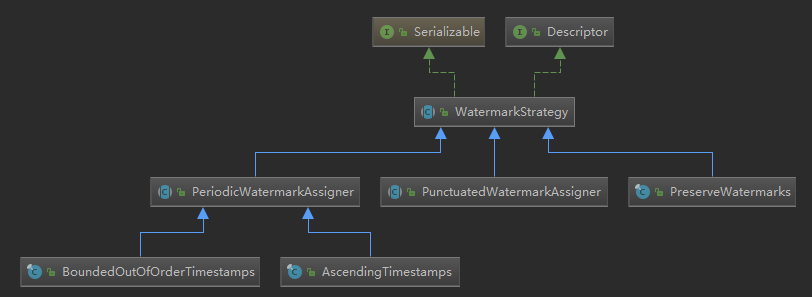 Serializable
Descriptor
WatermarkStrategy
PeriodicWatermarkAssigner
PunctuatedWatermarkAssigner
PreserveWatermarks
BoundedOutOfOrderTimestamps
AscendingTimestamps